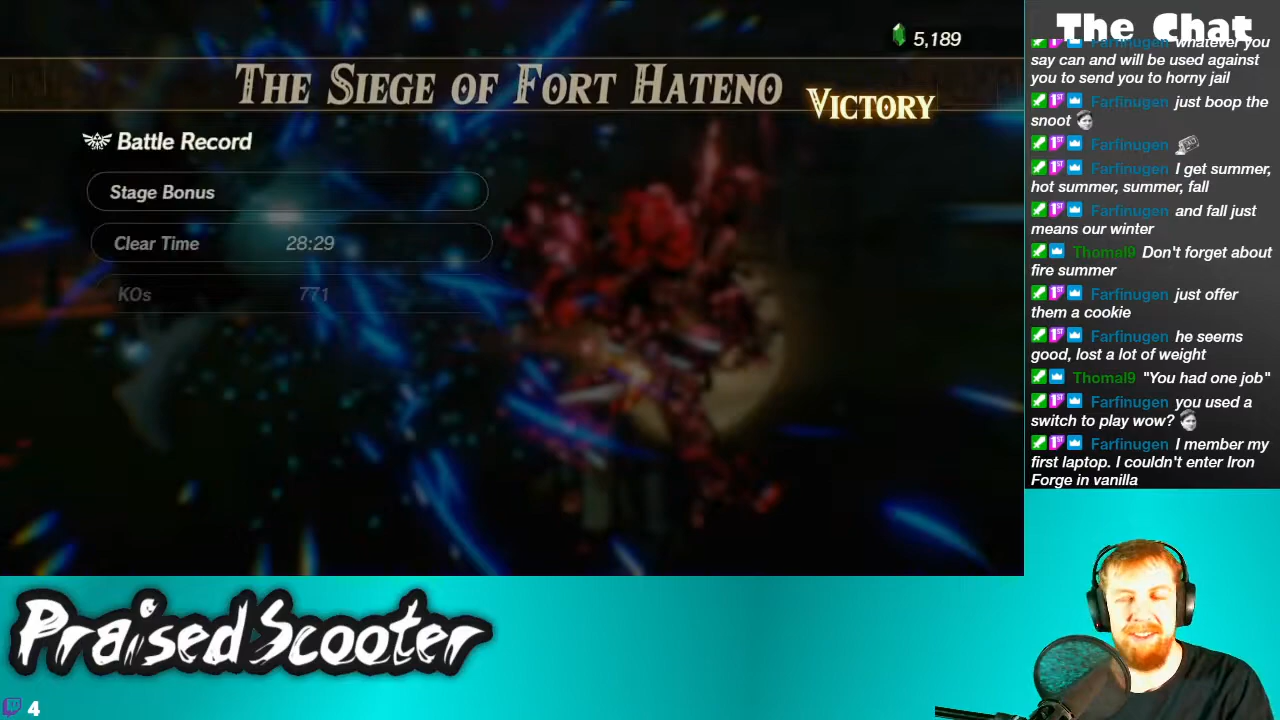 5,189
The Siege of Fort Hateno
Victory
Battle Record
Stage Bonus
Clear Time 28:29
KOs 771
The Chat
Farfinugen whatever you
say can and will be used against
you to send you to horny jail
Farfinugen just boop the
snoot
Farfinugen
Farfinugen I get summer,
hot summer, summer, fall
Farfinugen and fall just
means our winter
Thomal9 Don't forget about
fire summer
Farfinugen just offer
them a cookie
Farfinugen he seems
good, lost a lot of weight
Thomal9 "You had one job"
Farfinugen you used a
switch to play wow?
Farfinugen I member my
first laptop. I couldn't enter Iron
Forge in vanilla
Praised Scooter
4